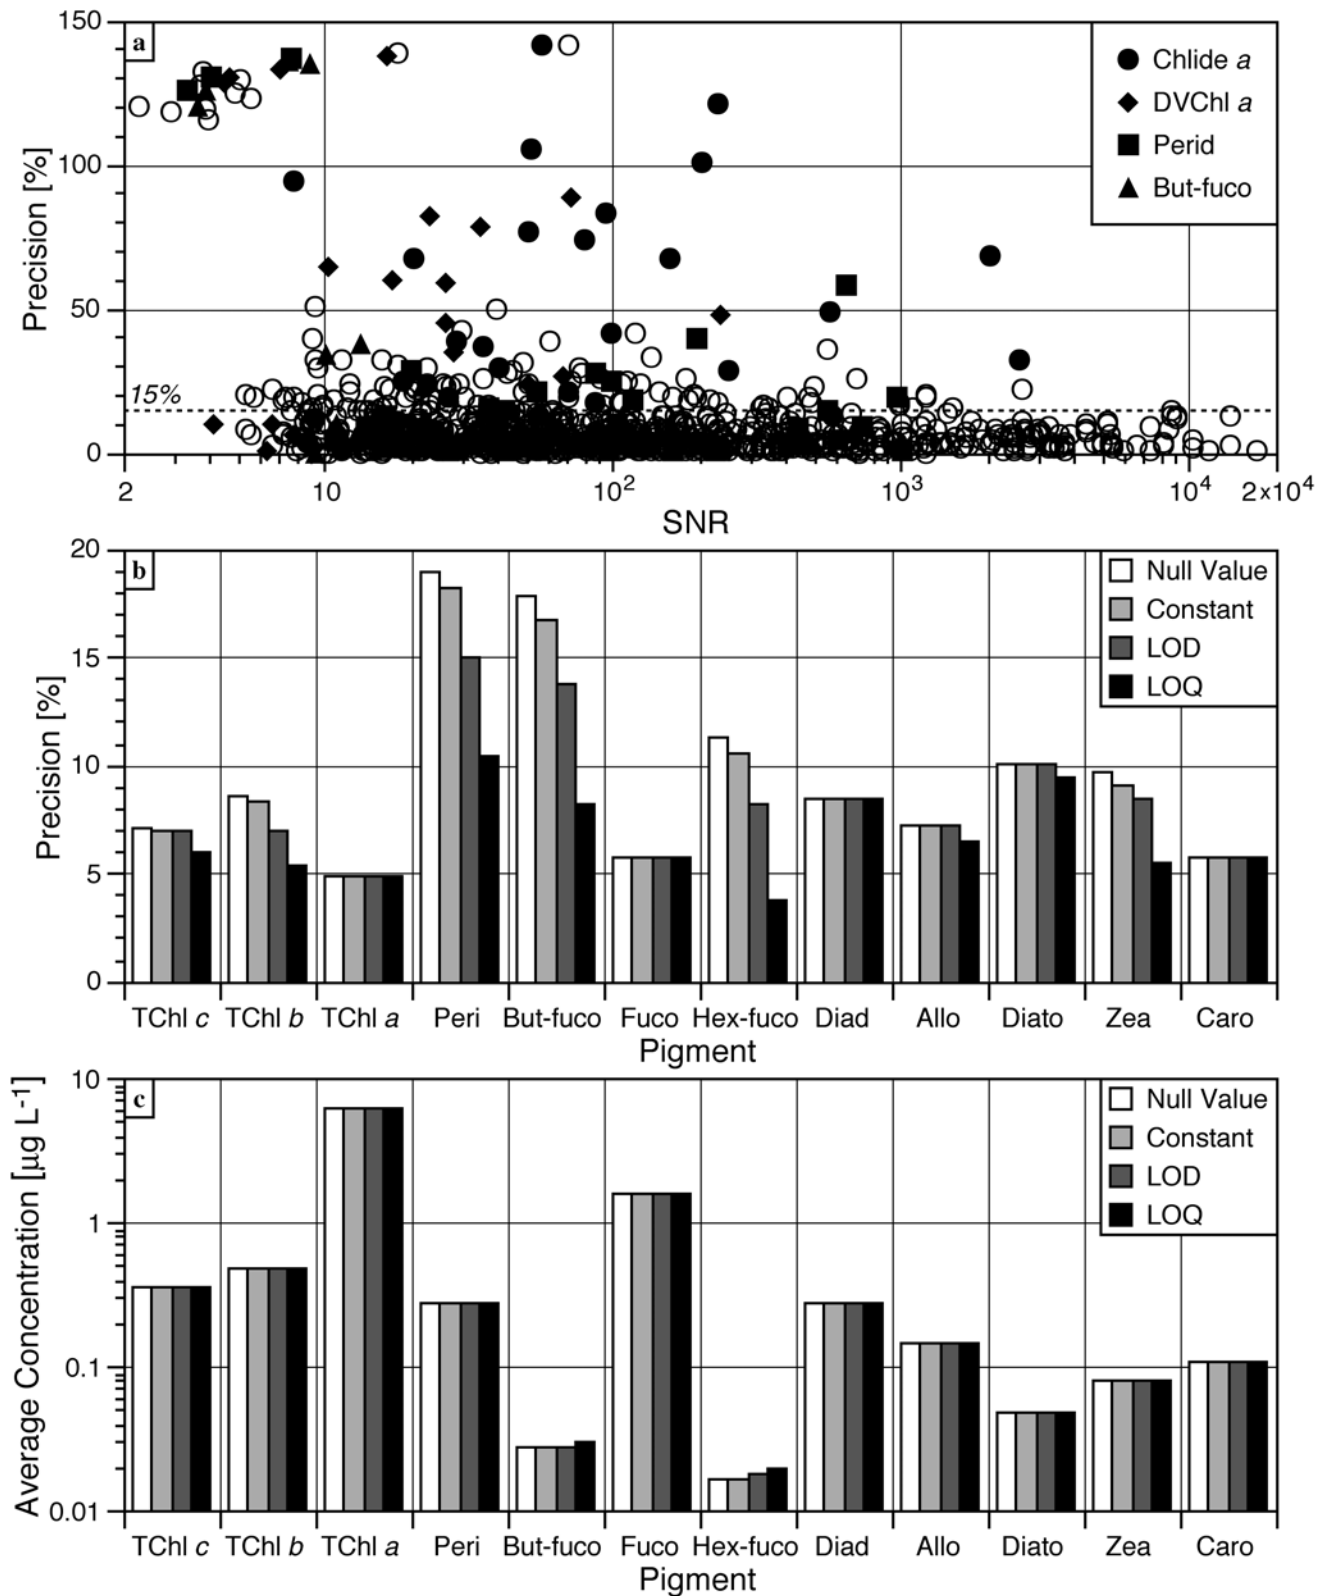 150
100
50
0
Precision [%]
a
15%
Chlide a
DVChl a
Perid
But-fuco
2 10 10² 10³ 10⁴ 2×10⁴
SNR
20
15
10
5
0
Precision [%]
b
Null Value
Constant
LOD
LOQ
TChl c TChl b TChl a Peri But-fuco Fuco Hex-fuco Diad Allo Diato Zea Caro
Pigment
10
1
0.1
0.01
Average Concentration [µg L⁻¹]
c
Null Value
Constant
LOD
LOQ
TChl c TChl b TChl a Peri But-fuco Fuco Hex-fuco Diad Allo Diato Zea Caro
Pigment